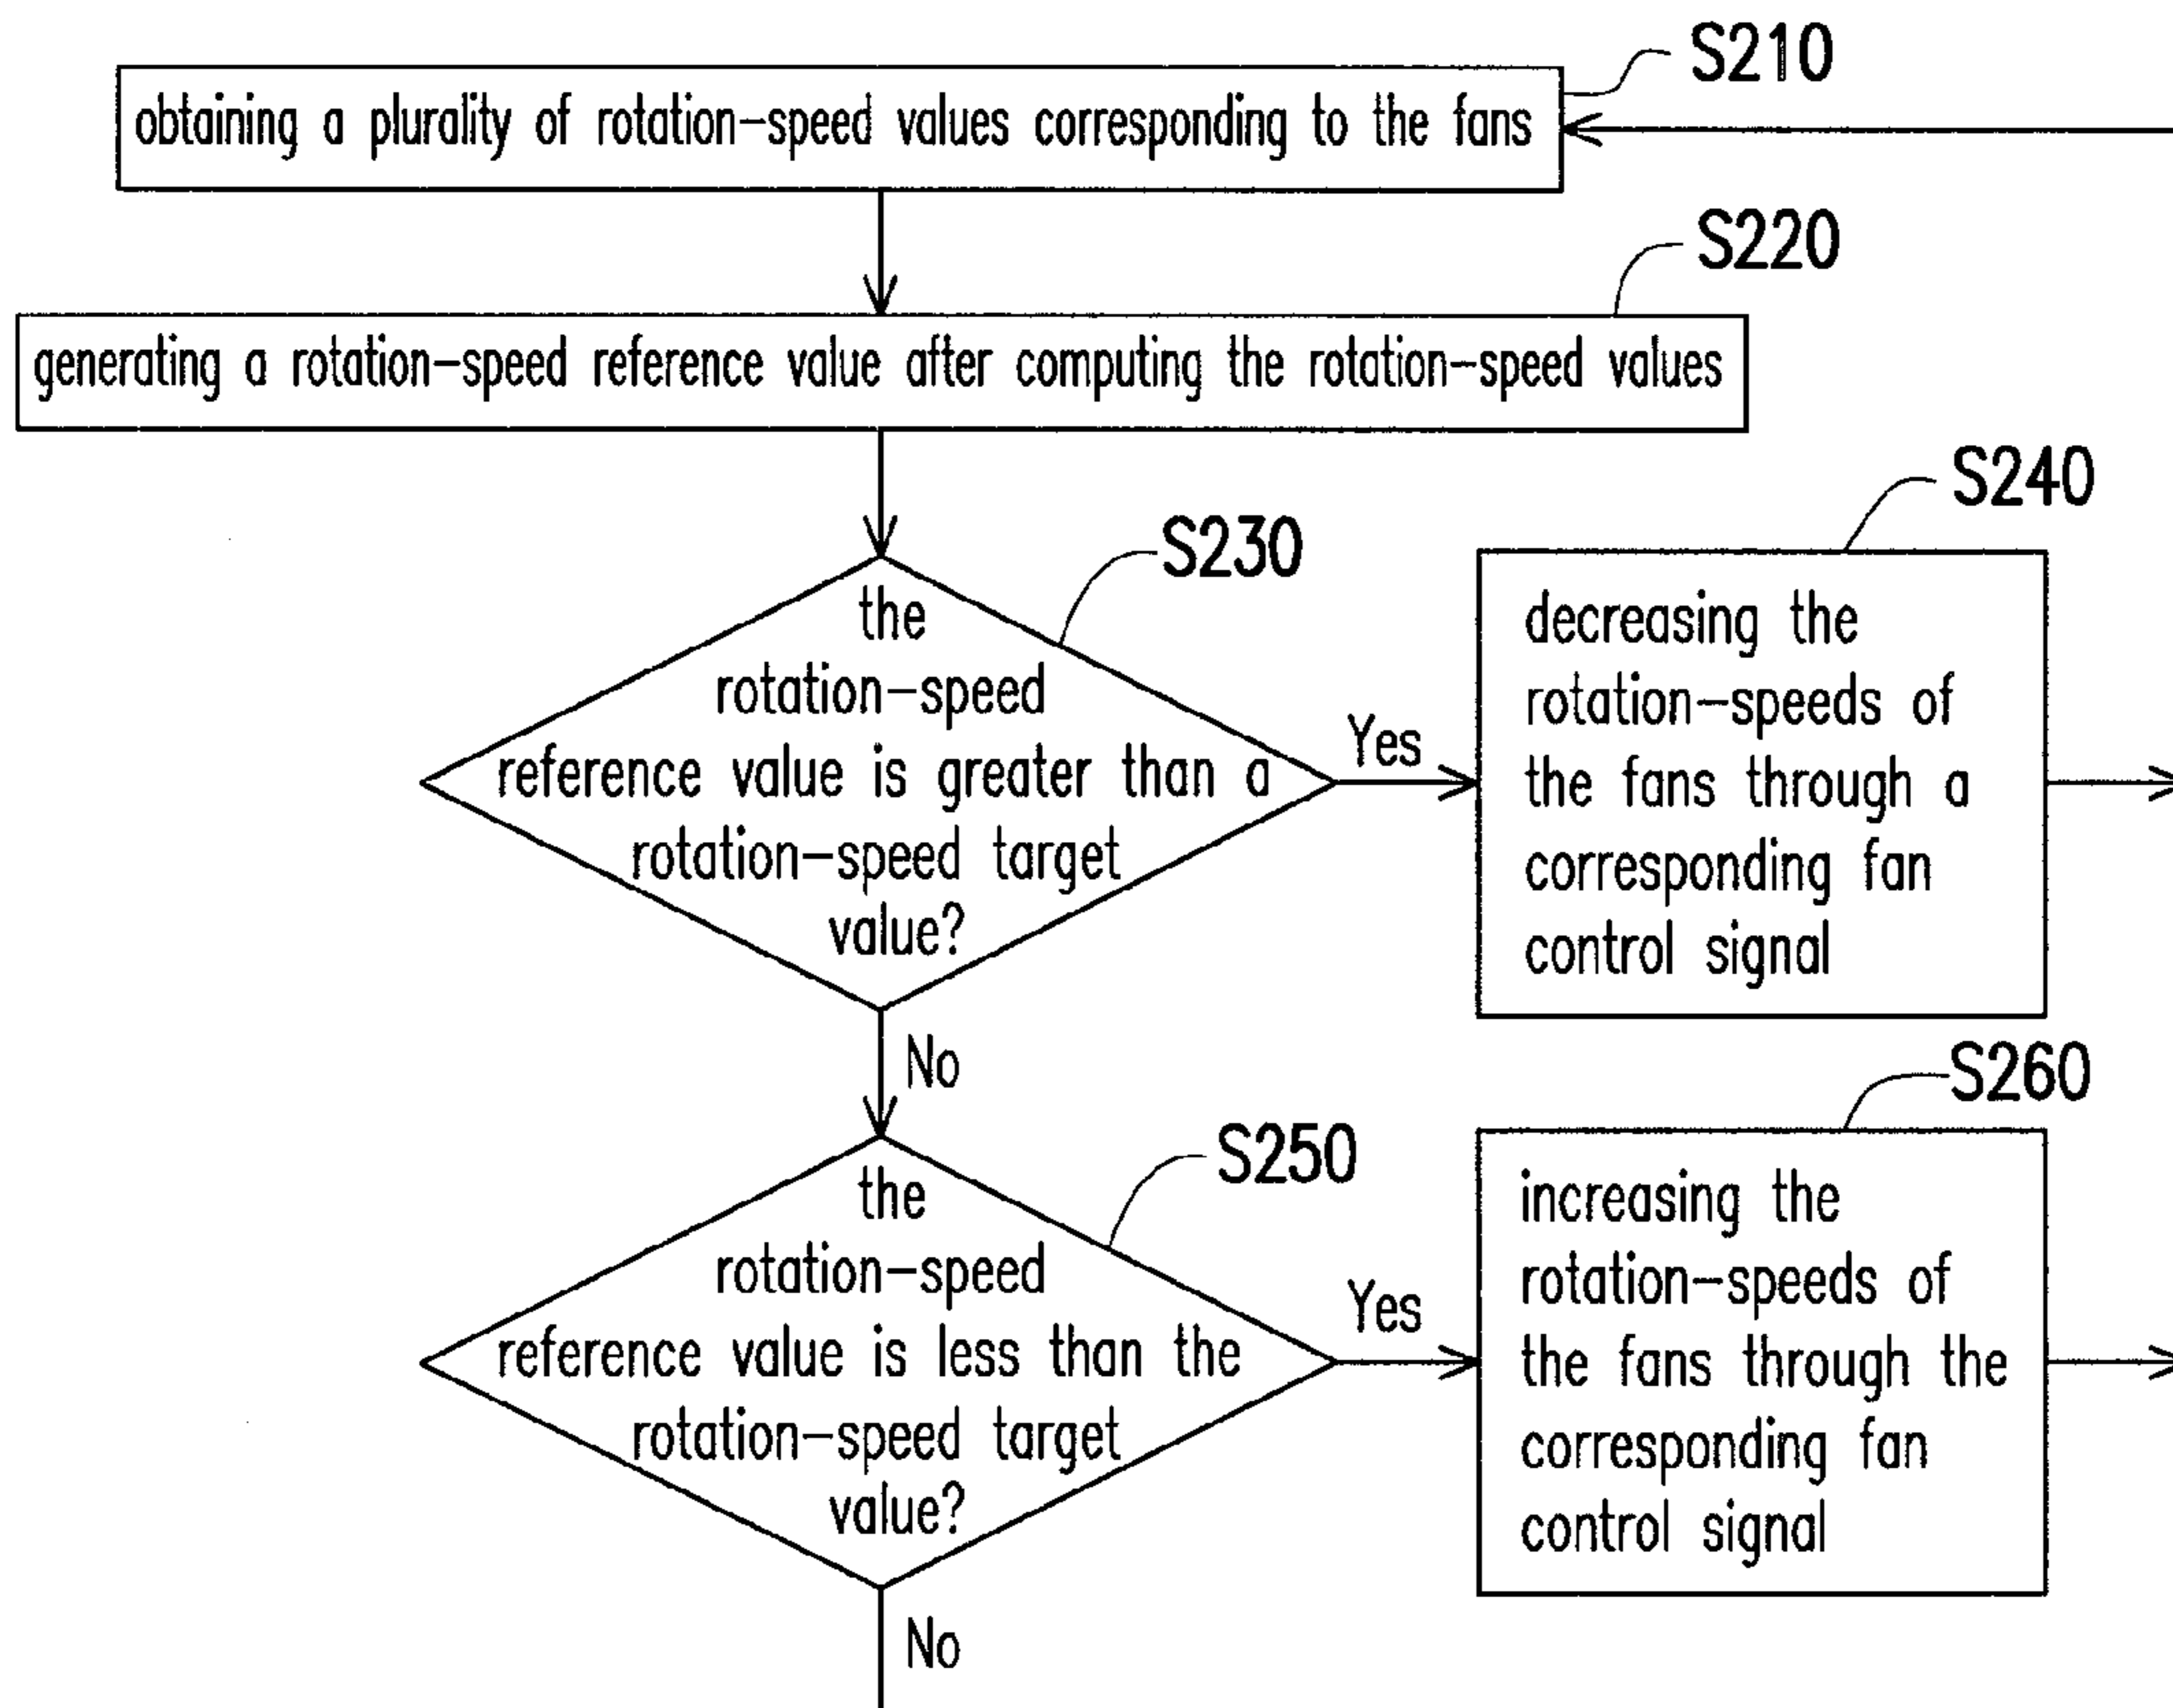 S210
obtaining a plurality of rotation-speed values corresponding to the fans
S220
generating a rotation-speed reference value after computing the rotation-speed values
S230
the
rotation-speed
reference value is greater than a
rotation-speed target
value?
Yes
S240
decreasing the
rotation-speeds of
the fans through a
corresponding fan
control signal
No
S250
the
rotation-speed
reference value is less than the
rotation-speed target
value?
Yes
S260
increasing the
rotation-speeds of
the fans through the
corresponding fan
control signal
No